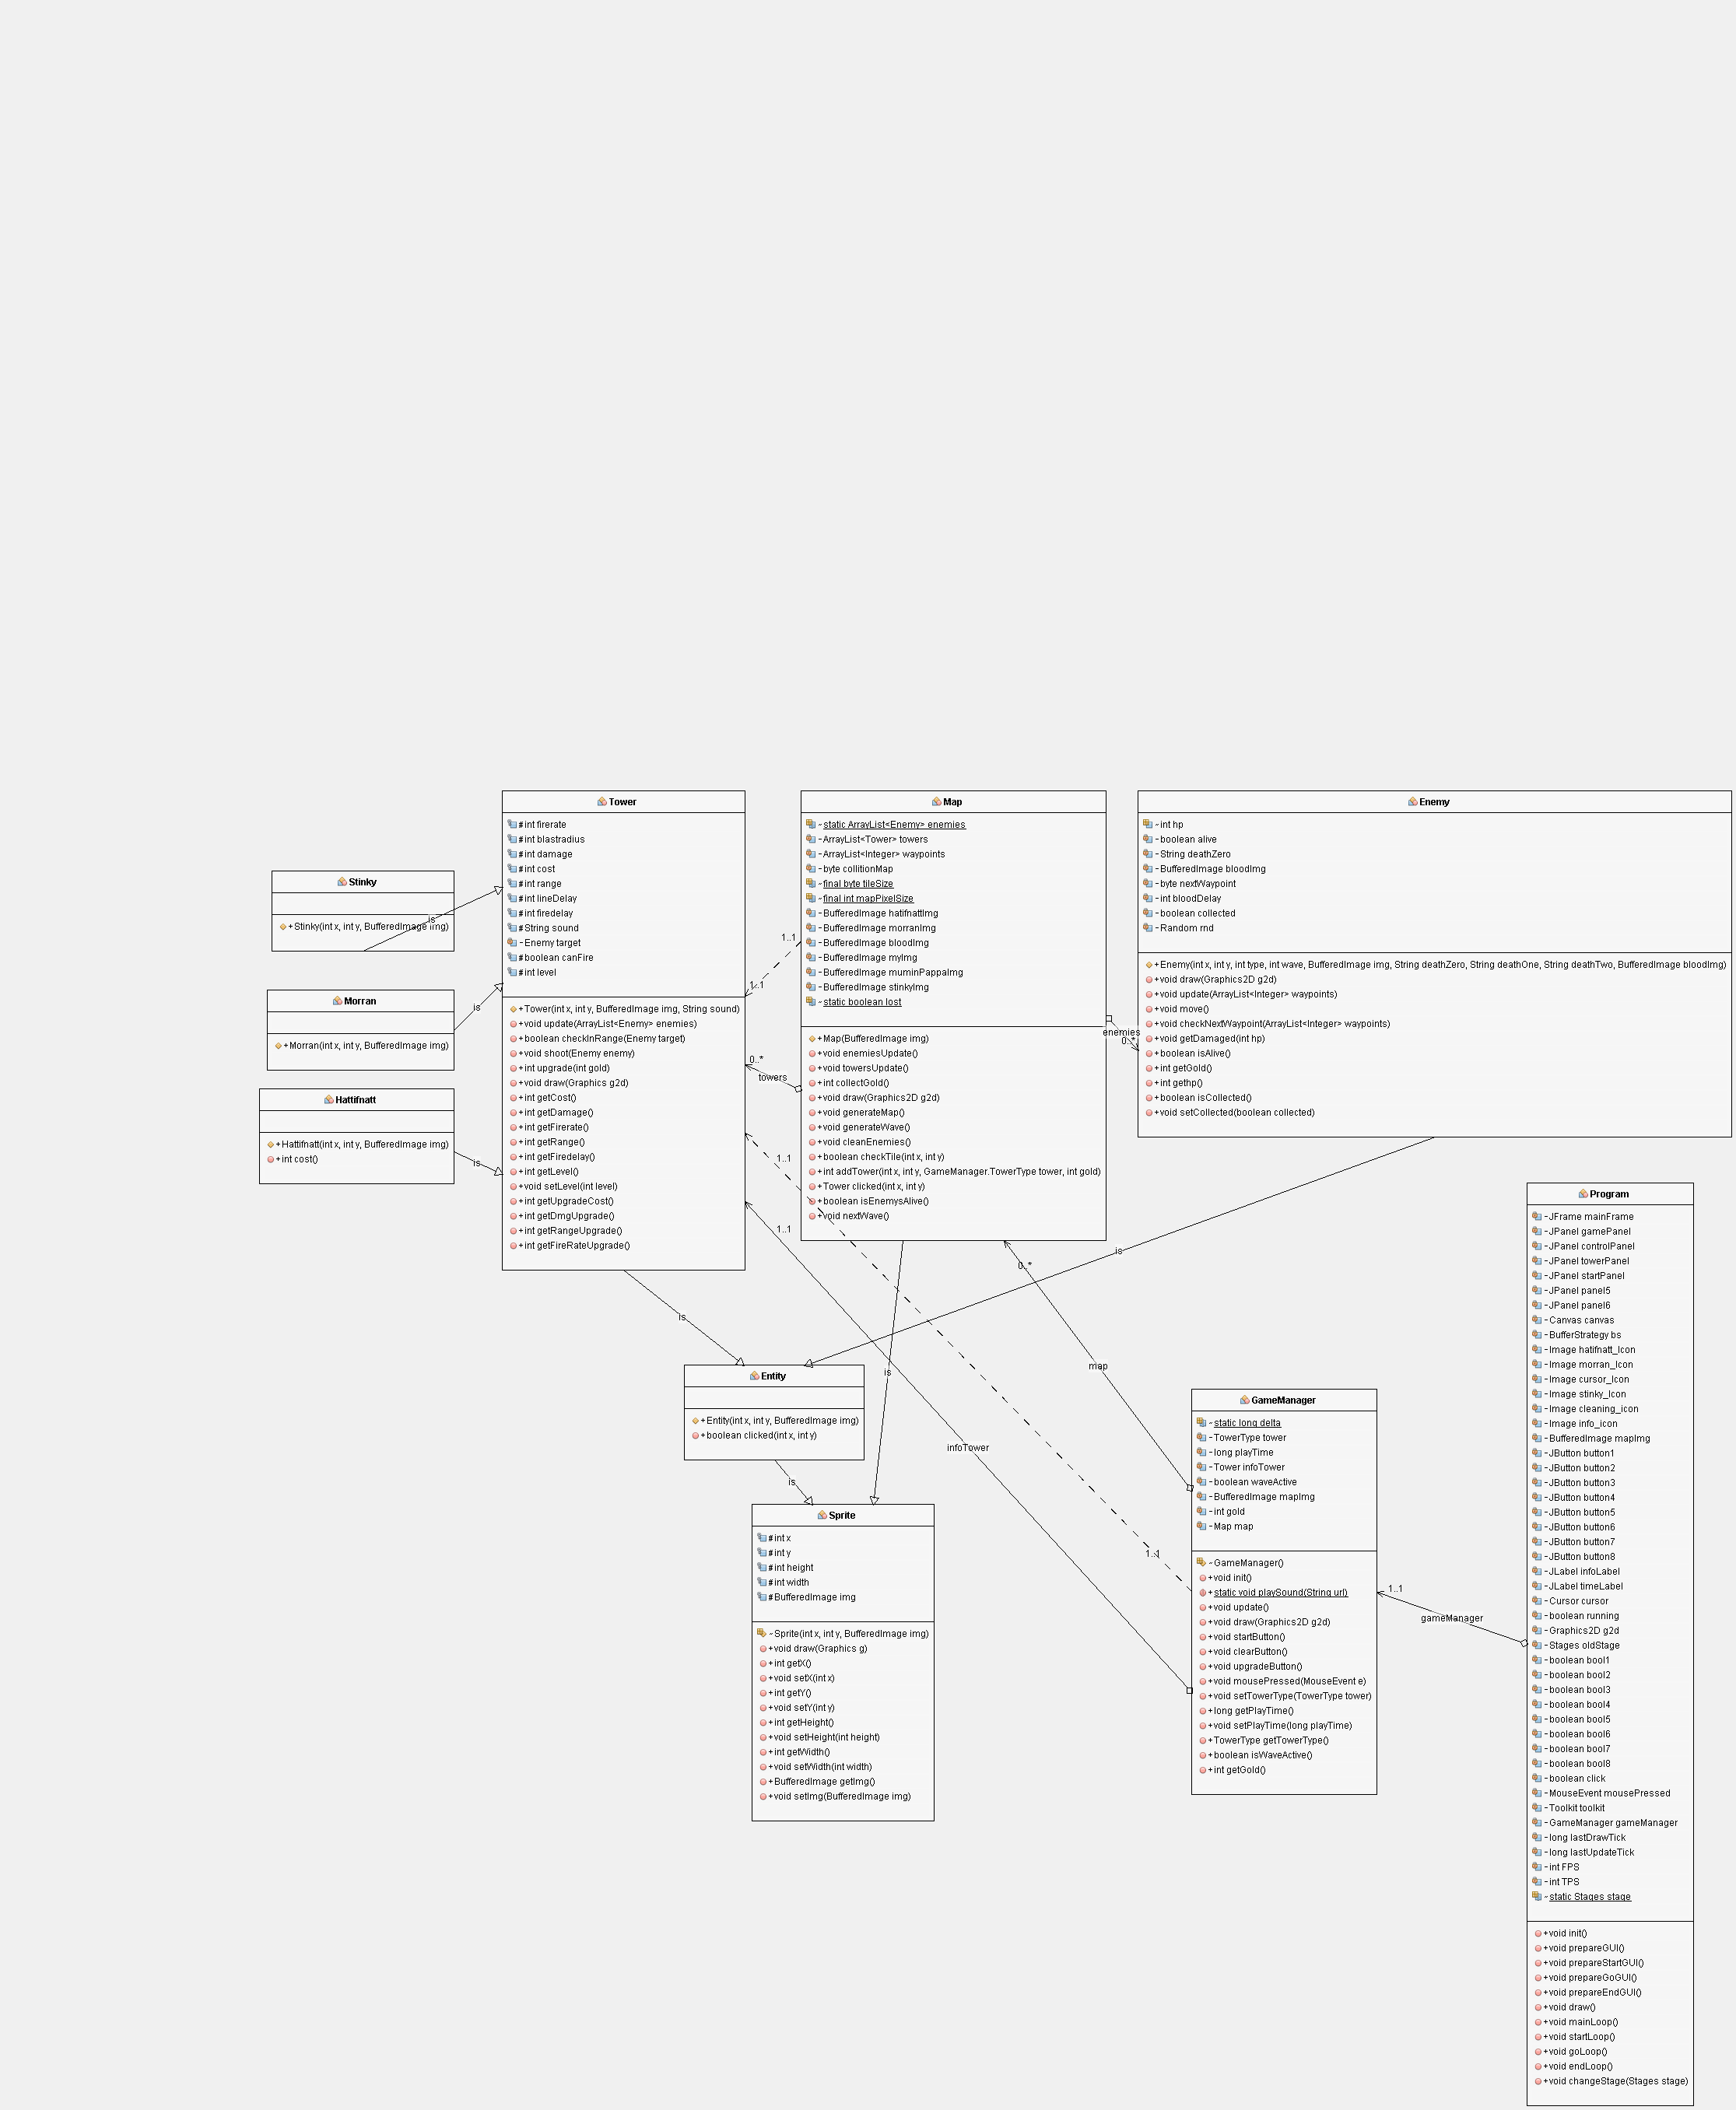 Tower
# int firerate
# int blastradius
# int damage
# int cost
# int range
# int lineDelay
# int firedelay
# String sound
- Enemy target
# boolean canFire
# int level
+ Tower(int x, int y, BufferedImage img, String sound)
+ void update(ArrayList<Enemy> enemies)
+ boolean checkInRange(Enemy target)
+ void shoot(Enemy enemy)
+ int upgrade(int gold)
+ void draw(Graphics g2d)
+ int getCost()
+ int getDamage()
+ int getFirerate()
+ int getRange()
+ int getFiredelay()
+ int getLevel()
+ void setLevel(int level)
+ int getUpgradeCost()
+ int getDmgUpgrade()
+ int getRangeUpgrade()
+ int getFireRateUpgrade()
Map
~ static ArrayList<Enemy> enemies
- ArrayList<Tower> towers
- ArrayList<Integer> waypoints
- byte collitionMap
~ final byte tileSize
~ final int mapPixelSize
- BufferedImage hatifnattImg
- BufferedImage morranImg
- BufferedImage bloodImg
- BufferedImage myImg
- BufferedImage muminPappaImg
- BufferedImage stinkyImg
~ static boolean lost
+ Map(BufferedImage img)
+ void enemiesUpdate()
+ void towersUpdate()
+ int collectGold()
+ void draw(Graphics2D g2d)
+ void generateMap()
+ void generateWave()
+ void cleanEnemies()
+ boolean checkTile(int x, int y)
+ int addTower(int x, int y, GameManager.TowerType tower, int gold)
+ Tower clicked(int x, int y)
+ boolean isEnemysAlive()
+ void nextWave()
Enemy
~ int hp
- boolean alive
- String deathZero
- BufferedImage bloodImg
- byte nextWaypoint
- int bloodDelay
- boolean collected
- Random rnd
+ Enemy(int x, int y, int type, int wave, BufferedImage img, String deathZero, String deathOne, String deathTwo, BufferedImage bloodImg)
+ void draw(Graphics2D g2d)
+ void update(ArrayList<Integer> waypoints)
+ void move()
+ void checkNextWaypoint(ArrayList<Integer> waypoints)
+ void getDamaged(int hp)
+ boolean isAlive()
+ int getGold()
+ int gethp()
+ boolean isCollected()
+ void setCollected(boolean collected)
Stinky
+ Stinky(int x, int y, BufferedImage img)
is
Morran
+ Morran(int x, int y, BufferedImage img)
is
Hattifnatt
+ Hattifnatt(int x, int y, BufferedImage img)
+ int cost()
is
1..1
1..1
0..*
towers
1..1
1..1
enemies
0..*
is
is
is
0..*
map
infoTower
1..1
is
Entity
+ Entity(int x, int y, BufferedImage img)
+ boolean clicked(int x, int y)
Sprite
# int x
# int y
# int height
# int width
# BufferedImage img
~ Sprite(int x, int y, BufferedImage img)
+ void draw(Graphics g)
+ int getX()
+ void setX(int x)
+ int getY()
+ void setY(int y)
+ int getHeight()
+ void setHeight(int height)
+ int getWidth()
+ void setWidth(int width)
+ BufferedImage getImg()
+ void setImg(BufferedImage img)
GameManager
~ static long delta
- TowerType tower
- long playTime
- Tower infoTower
- boolean waveActive
- BufferedImage mapImg
- int gold
- Map map
~ GameManager()
+ void init()
+ static void playSound(String url)
+ void update()
+ void draw(Graphics2D g2d)
+ void startButton()
+ void clearButton()
+ void upgradeButton()
+ void mousePressed(MouseEvent e)
+ void setTowerType(TowerType tower)
+ long getPlayTime()
+ void setPlayTime(long playTime)
+ TowerType getTowerType()
+ boolean isWaveActive()
+ int getGold()
1..1
gameManager
Program
- JFrame mainFrame
- JPanel gamePanel
- JPanel controlPanel
- JPanel towerPanel
- JPanel startPanel
- JPanel panel5
- JPanel panel6
- Canvas canvas
- BufferStrategy bs
- Image hatifnatt_Icon
- Image morran_Icon
- Image cursor_Icon
- Image stinky_Icon
- Image cleaning_icon
- Image info_icon
- BufferedImage mapImg
- JButton button1
- JButton button2
- JButton button3
- JButton button4
- JButton button5
- JButton button6
- JButton button7
- JButton button8
- JLabel infoLabel
- JLabel timeLabel
- Cursor cursor
- boolean running
- Graphics2D g2d
- Stages oldStage
- boolean bool1
- boolean bool2
- boolean bool3
- boolean bool4
- boolean bool5
- boolean bool6
- boolean bool7
- boolean bool8
- boolean click
- MouseEvent mousePressed
- Toolkit toolkit
- GameManager gameManager
- long lastDrawTick
- long lastUpdateTick
- int FPS
- int TPS
~ static Stages stage
+ void init()
+ void prepareGUI()
+ void prepareStartGUI()
+ void prepareGoGUI()
+ void prepareEndGUI()
+ void draw()
+ void mainLoop()
+ void startLoop()
+ void goLoop()
+ void endLoop()
+ void changeStage(Stages stage)